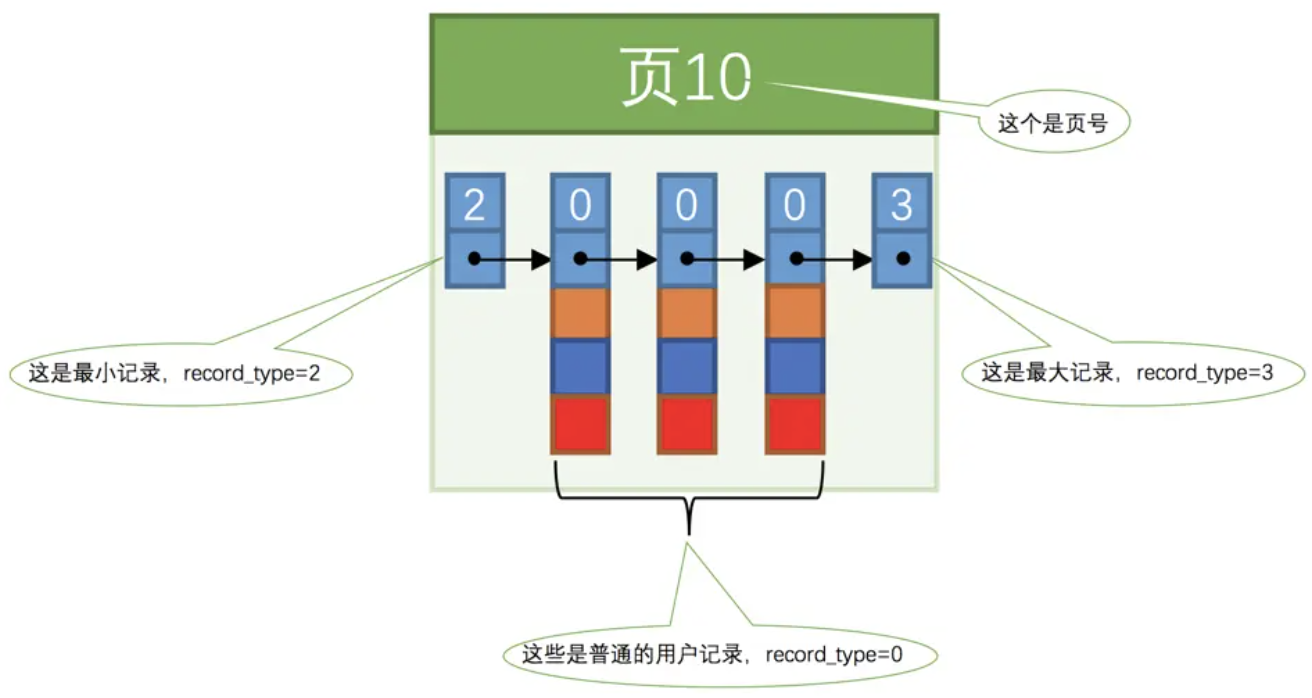 页10
这个是页号
2 0 0 0 3
这是最小记录，record_type=2
这是最大记录，record_type=3
这些是普通的用户记录，record_type=0